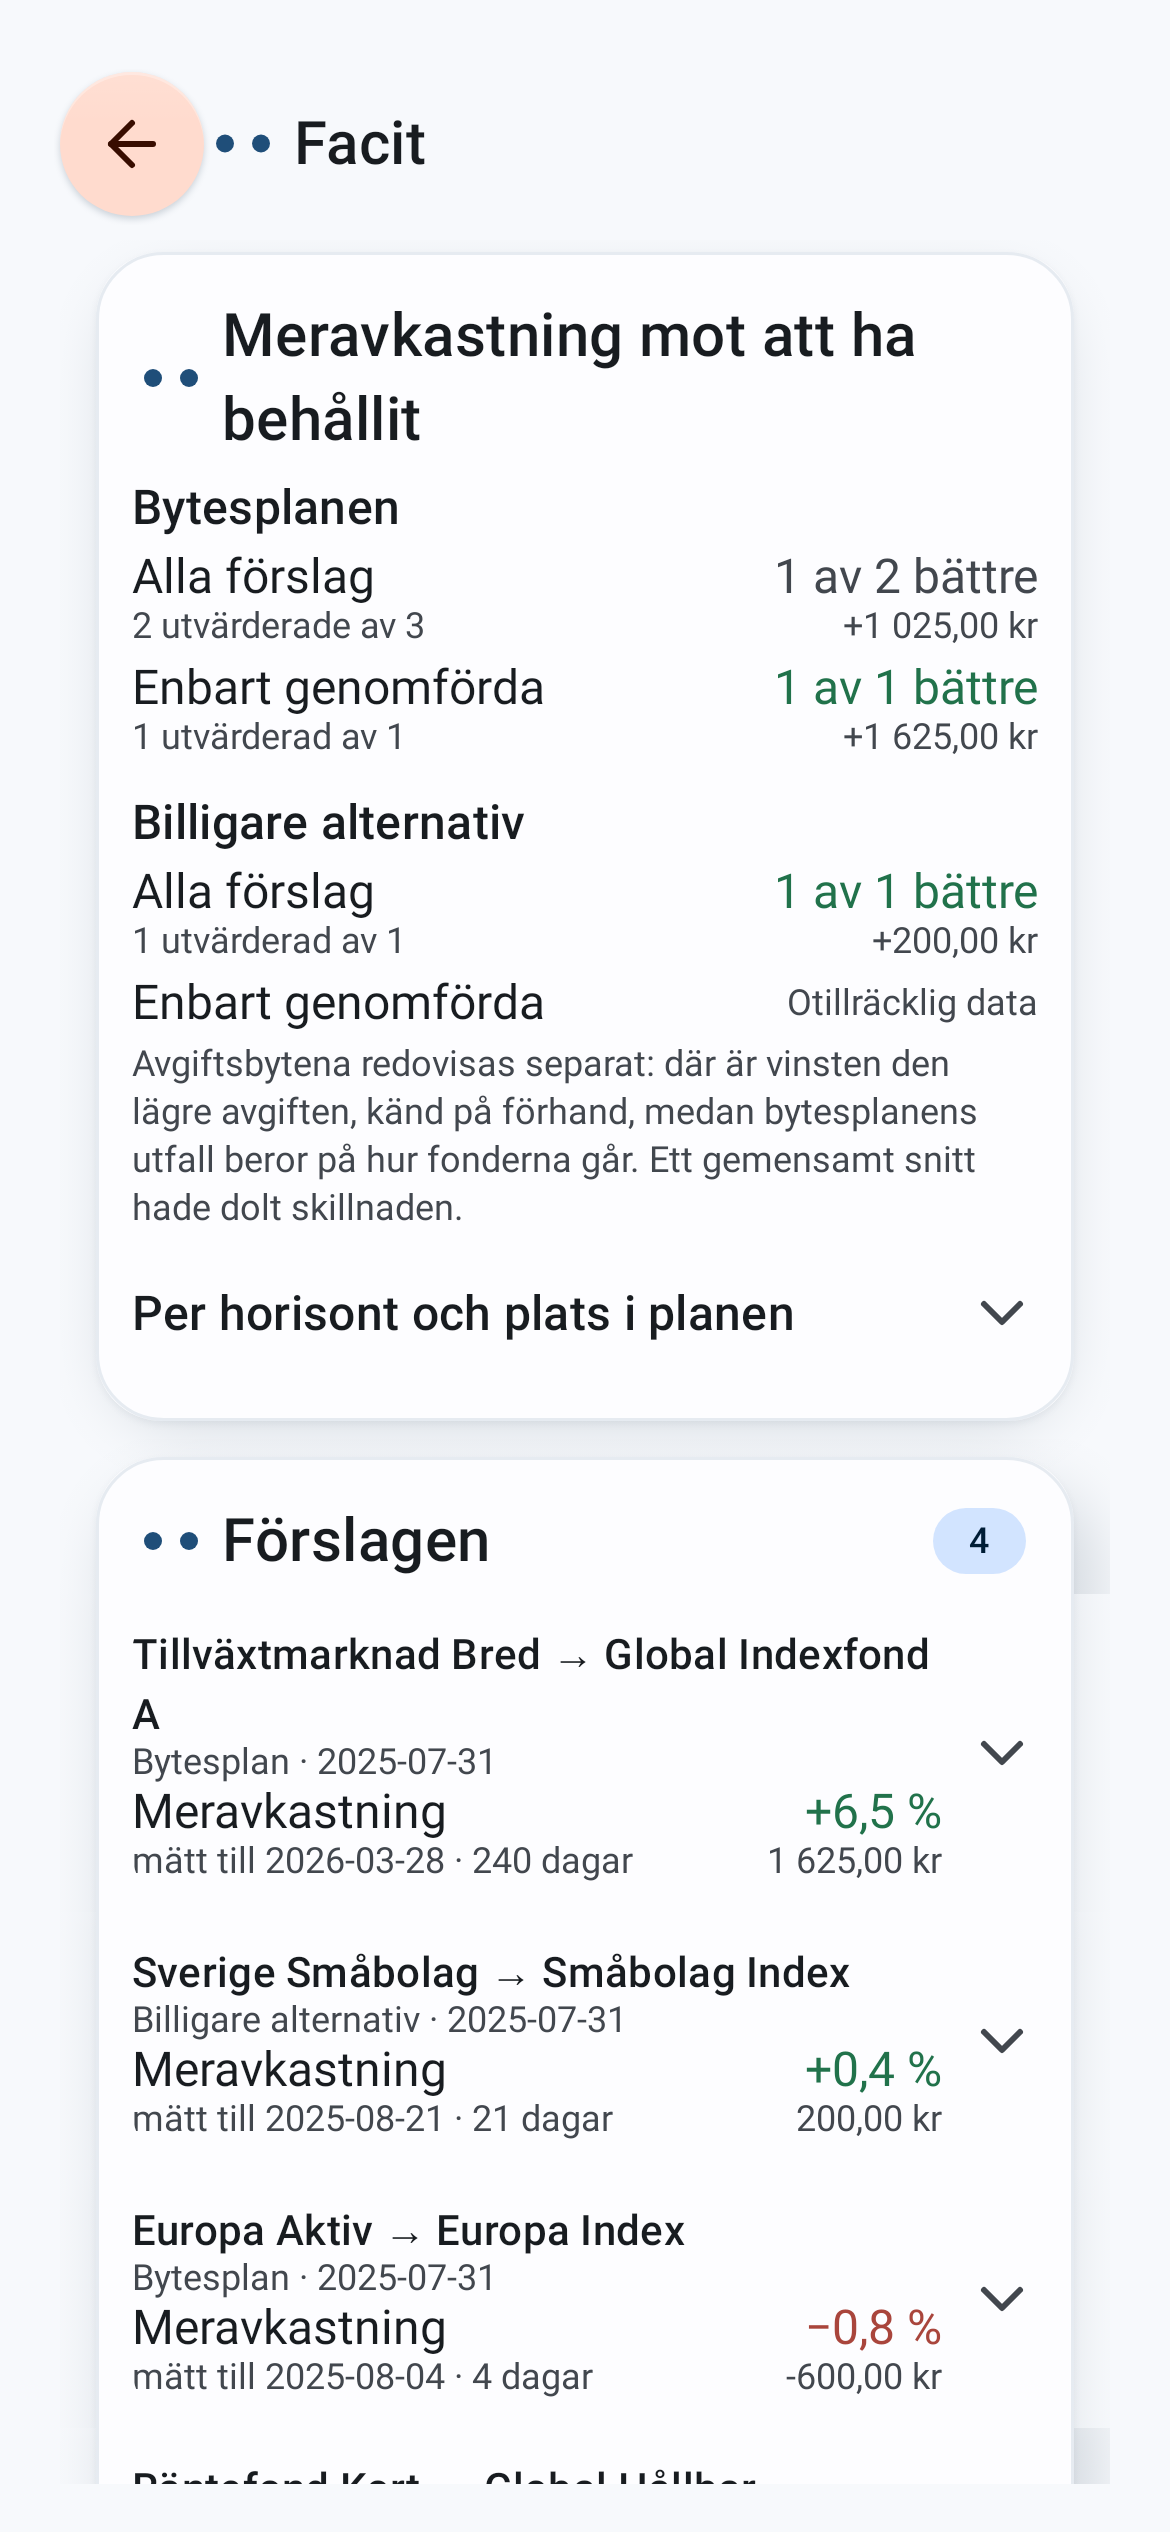 Facit
Meravkastning mot att ha
behållit
Bytesplanen
Alla förslag 1 av 2 bättre
2 utvärderade av 3 +1 025,00 kr
Enbart genomförda 1 av 1 bättre
1 utvärderad av 1 +1 625,00 kr
Billigare alternativ
Alla förslag 1 av 1 bättre
1 utvärderad av 1 +200,00 kr
Enbart genomförda Otillräcklig data
Avgiftsbytena redovisas separat: där är vinsten den
lägre avgiften, känd på förhand, medan bytesplanens
utfall beror på hur fonderna går. Ett gemensamt snitt
hade dolt skillnaden.
Per horisont och plats i planen
Förslagen 4
Tillväxtmarknad Bred → Global Indexfond
A
Bytesplan · 2025-07-31
Meravkastning +6,5 %
mätt till 2026-03-28 · 240 dagar 1 625,00 kr
Sverige Småbolag → Småbolag Index
Billigare alternativ · 2025-07-31
Meravkastning +0,4 %
mätt till 2025-08-21 · 21 dagar 200,00 kr
Europa Aktiv → Europa Index
Bytesplan · 2025-07-31
Meravkastning −0,8 %
mätt till 2025-08-04 · 4 dagar -600,00 kr